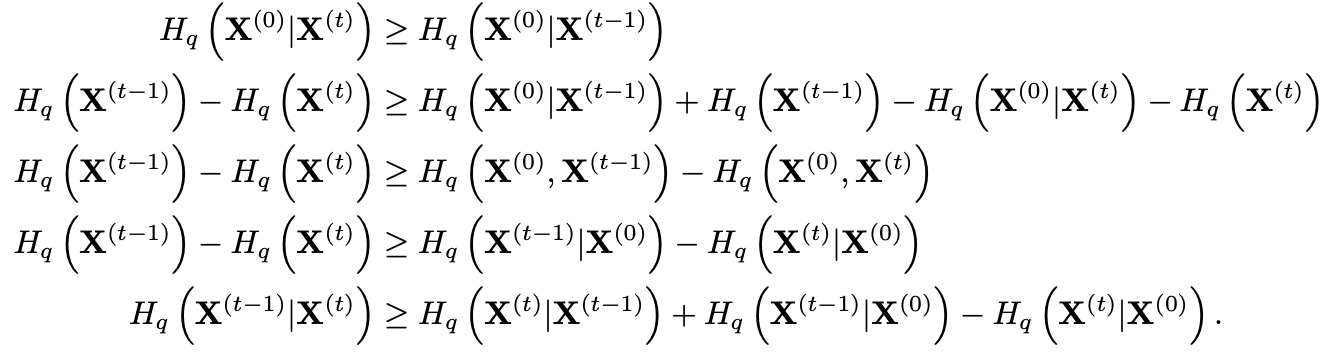 H_q(𝐗^(0)|𝐗^(t)) ≥ H_q(𝐗^(0)|𝐗^(t−1))
H_q(𝐗^(t−1)) − H_q(𝐗^(t)) ≥ H_q(𝐗^(0)|𝐗^(t−1)) + H_q(𝐗^(t−1)) − H_q(𝐗^(0)|𝐗^(t)) − H_q(𝐗^(t))
H_q(𝐗^(t−1)) − H_q(𝐗^(t)) ≥ H_q(𝐗^(0), 𝐗^(t−1)) − H_q(𝐗^(0), 𝐗^(t))
H_q(𝐗^(t−1)) − H_q(𝐗^(t)) ≥ H_q(𝐗^(t−1)|𝐗^(0)) − H_q(𝐗^(t)|𝐗^(0))
H_q(𝐗^(t−1)|𝐗^(t)) ≥ H_q(𝐗^(t)|𝐗^(t−1)) + H_q(𝐗^(t−1)|𝐗^(0)) − H_q(𝐗^(t)|𝐗^(0)).